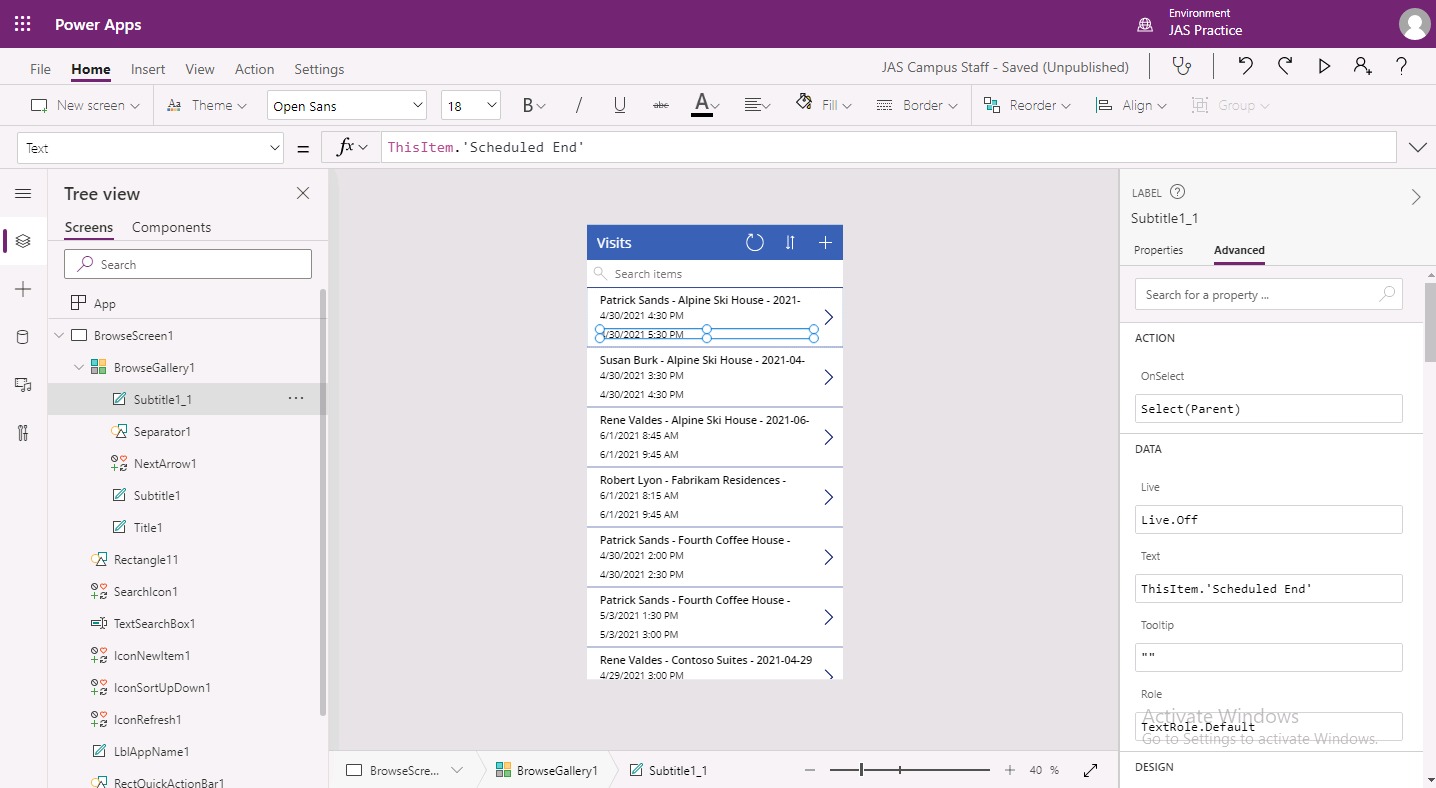 Power Apps
Environment
JAS Practice
File Home Insert View Action Settings
JAS Campus Staff - Saved (Unpublished)
New screen Theme Open Sans 18 B / U abc A Fill Border Reorder Align Group
Text = fx ThisItem.'Scheduled End'
Tree view
Screens Components
Search
App
BrowseScreen1
BrowseGallery1
Subtitle1_1 ...
Separator1
NextArrow1
Subtitle1
Title1
Rectangle11
SearchIcon1
TextSearchBox1
IconNewItem1
IconSortUpDown1
IconRefresh1
LblAppName1
RectQuickActionBar1
Visits
Search items
Patrick Sands - Alpine Ski House - 2021-
4/30/2021 4:30 PM
4/30/2021 5:30 PM
Susan Burk - Alpine Ski House - 2021-04-
4/30/2021 3:30 PM
4/30/2021 4:30 PM
Rene Valdes - Alpine Ski House - 2021-06-
6/1/2021 8:45 AM
6/1/2021 9:45 AM
Robert Lyon - Fabrikam Residences -
6/1/2021 8:15 AM
6/1/2021 9:45 AM
Patrick Sands - Fourth Coffee House -
4/30/2021 2:00 PM
4/30/2021 2:30 PM
Patrick Sands - Fourth Coffee House -
5/3/2021 1:30 PM
5/3/2021 3:00 PM
Rene Valdes - Contoso Suites - 2021-04-29
4/29/2021 3:00 PM
BrowseScre... BrowseGallery1 Subtitle1_1
40 %
LABEL ?
Subtitle1_1
Properties Advanced
Search for a property ...
ACTION
OnSelect
Select(Parent)
DATA
Live
Live.Off
Text
ThisItem.'Scheduled End'
Tooltip
""
Role
TextRole.Default
Activate Windows
Go to Settings to activate Windows.
DESIGN